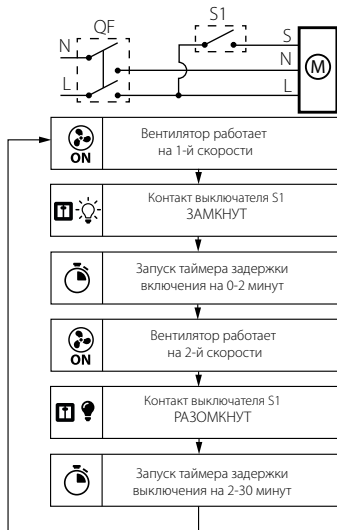 QF
S1
N
S
N
M
L
L
ON
Вентилятор работает
на 1-й скорости
Контакт выключателя S1
ЗАМКНУТ
Запуск таймера задержки
включения на 0-2 минут
ON
Вентилятор работает
на 2-й скорости
Контакт выключателя S1
РАЗОМКНУТ
Запуск таймера задержки
выключения на 2-30 минут